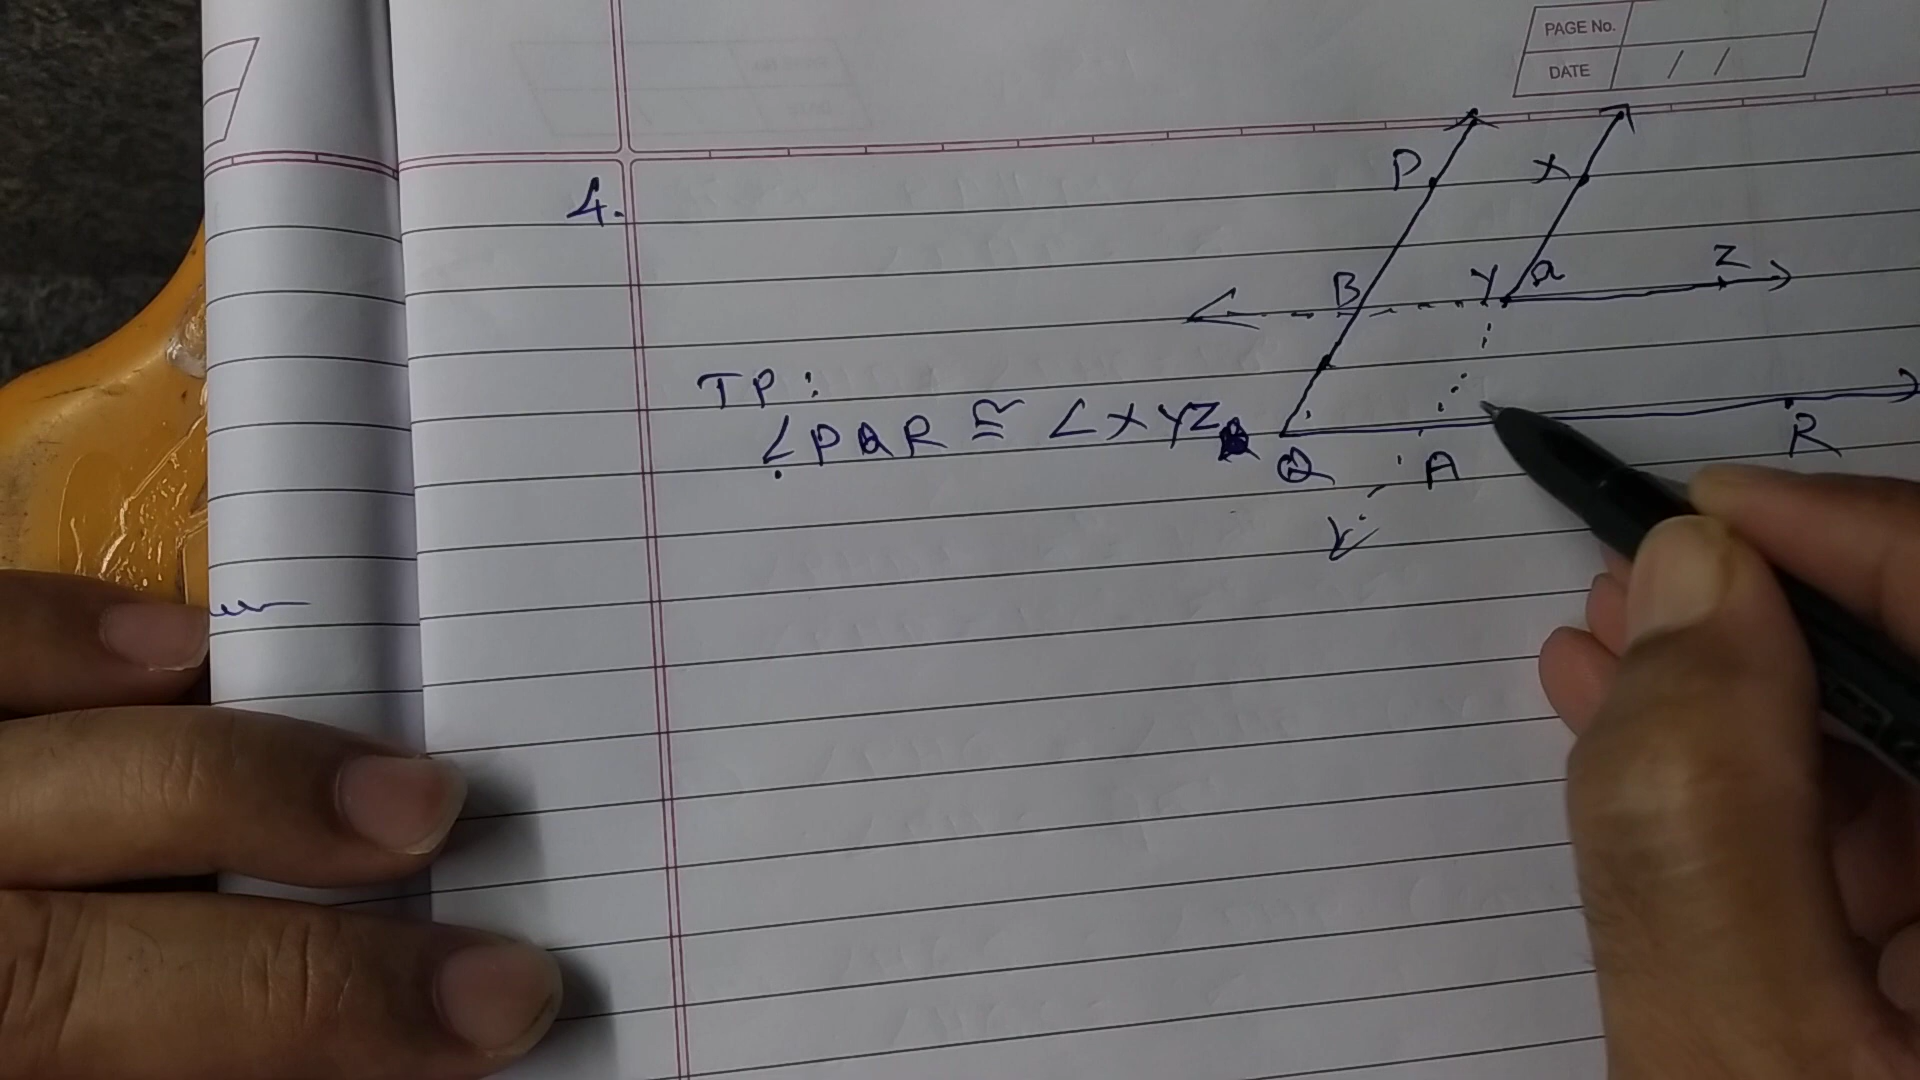 PAGE No.
DATE / /
4.
P X
B Y a Z
TP:
∠PQR ≅ ∠XYZ
Q A R